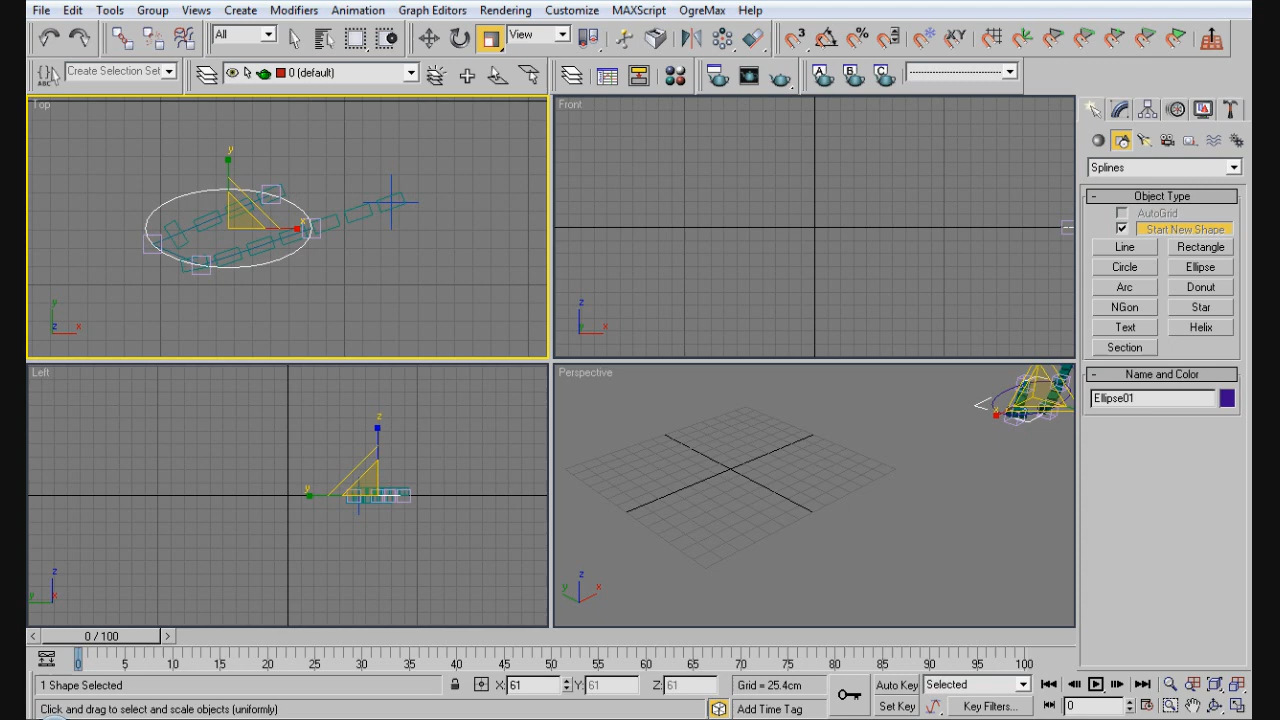 File Edit Tools Group Views Create Modifiers Animation Graph Editors Rendering Customize MAXScript OgreMax Help
All View
Create Selection Set 0 (default)
ABC A B C
Top
Front
Left
Perspective
y
x
y
z x
z
y x
z
y
z
y x
x
z
y x
Splines
Object Type
AutoGrid
Start New Shape
Line Rectangle
Circle Ellipse
Arc Donut
NGon Star
Text Helix
Section
Name and Color
Ellipse01
0 / 100
0 5 10 15 20 25 30 35 40 45 50 55 60 65 70 75 80 85 90 95 100
1 Shape Selected X: 61 Y: 61 Z: 61 Grid = 25.4cm Auto Key Selected
Click and drag to select and scale objects (uniformly) Add Time Tag Set Key Key Filters... 0